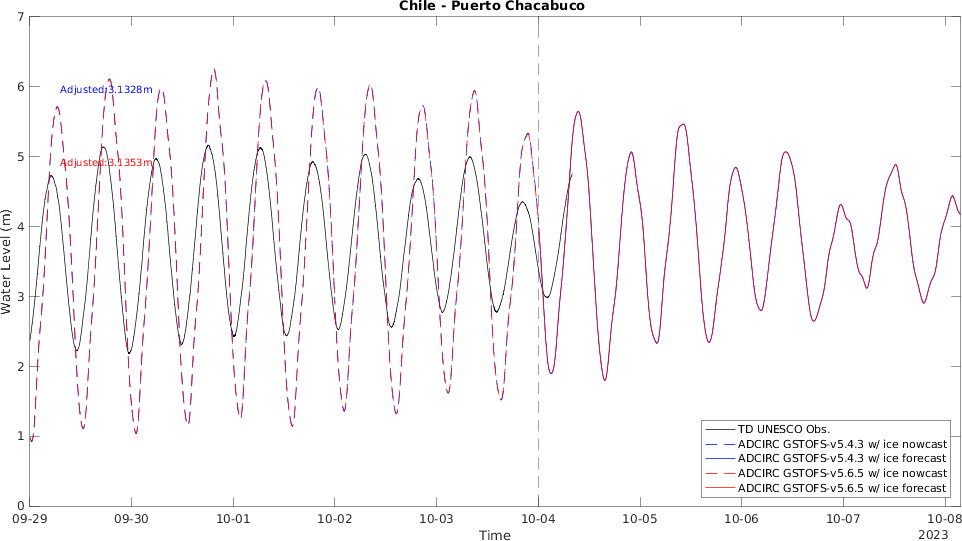 Chile - Puerto Chacabuco
Water Level (m)
7
6
5
4
3
2
1
0
Adjusted:3.1328m
Adjusted:3.1353m
TD UNESCO Obs.
ADCIRC GSTOFS-v5.4.3 w/ ice nowcast
ADCIRC GSTOFS-v5.4.3 w/ ice forecast
ADCIRC GSTOFS-v5.6.5 w/ ice nowcast
ADCIRC GSTOFS-v5.6.5 w/ ice forecast
09-29 09-30 10-01 10-02 10-03 10-04 10-05 10-06 10-07 10-08
Time
2023